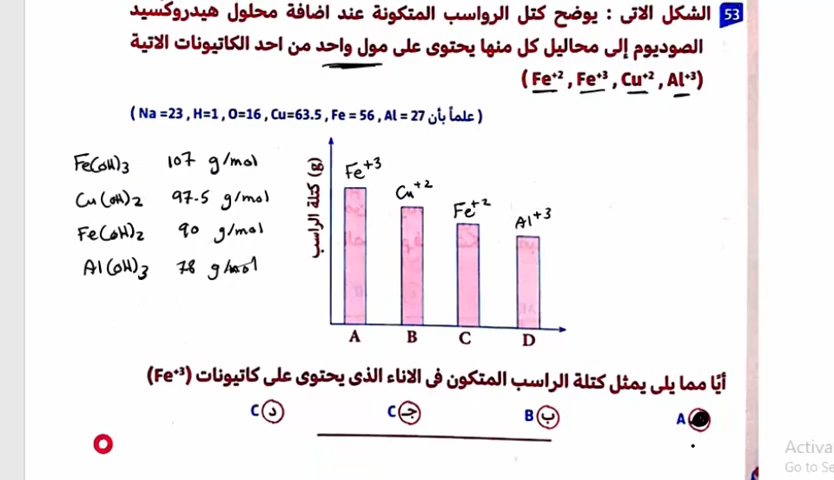 53 الشكل الاتى : يوضح كتل الرواسب المتكونة عند اضافة محلول هيدروكسيد
الصوديوم إلى محاليل كل منها يحتوى على مول واحد من احد الكاتيونات الاتية
(Fe+2 , Fe+3 , Cu+2 , Al+3)
( علماً بأن Na =23 , H=1 , O=16 , Cu=63.5 , Fe = 56 , Al = 27 )
Fe(OH)3 107 g/mol
Cu(OH)2 97.5 g/mol
Fe(OH)2 90 g/mol
Al(OH)3 78 g/mol
كتلة الراسب (g)
Fe+3
Cu+2
Fe+2
Al+3
A B C D
أيًا مما يلى يمثل كتلة الراسب المتكون فى الاناء الذى يحتوى على كاتيونات (Fe+3)
A
ب B
جـ C
د C
Activa
Go to Se